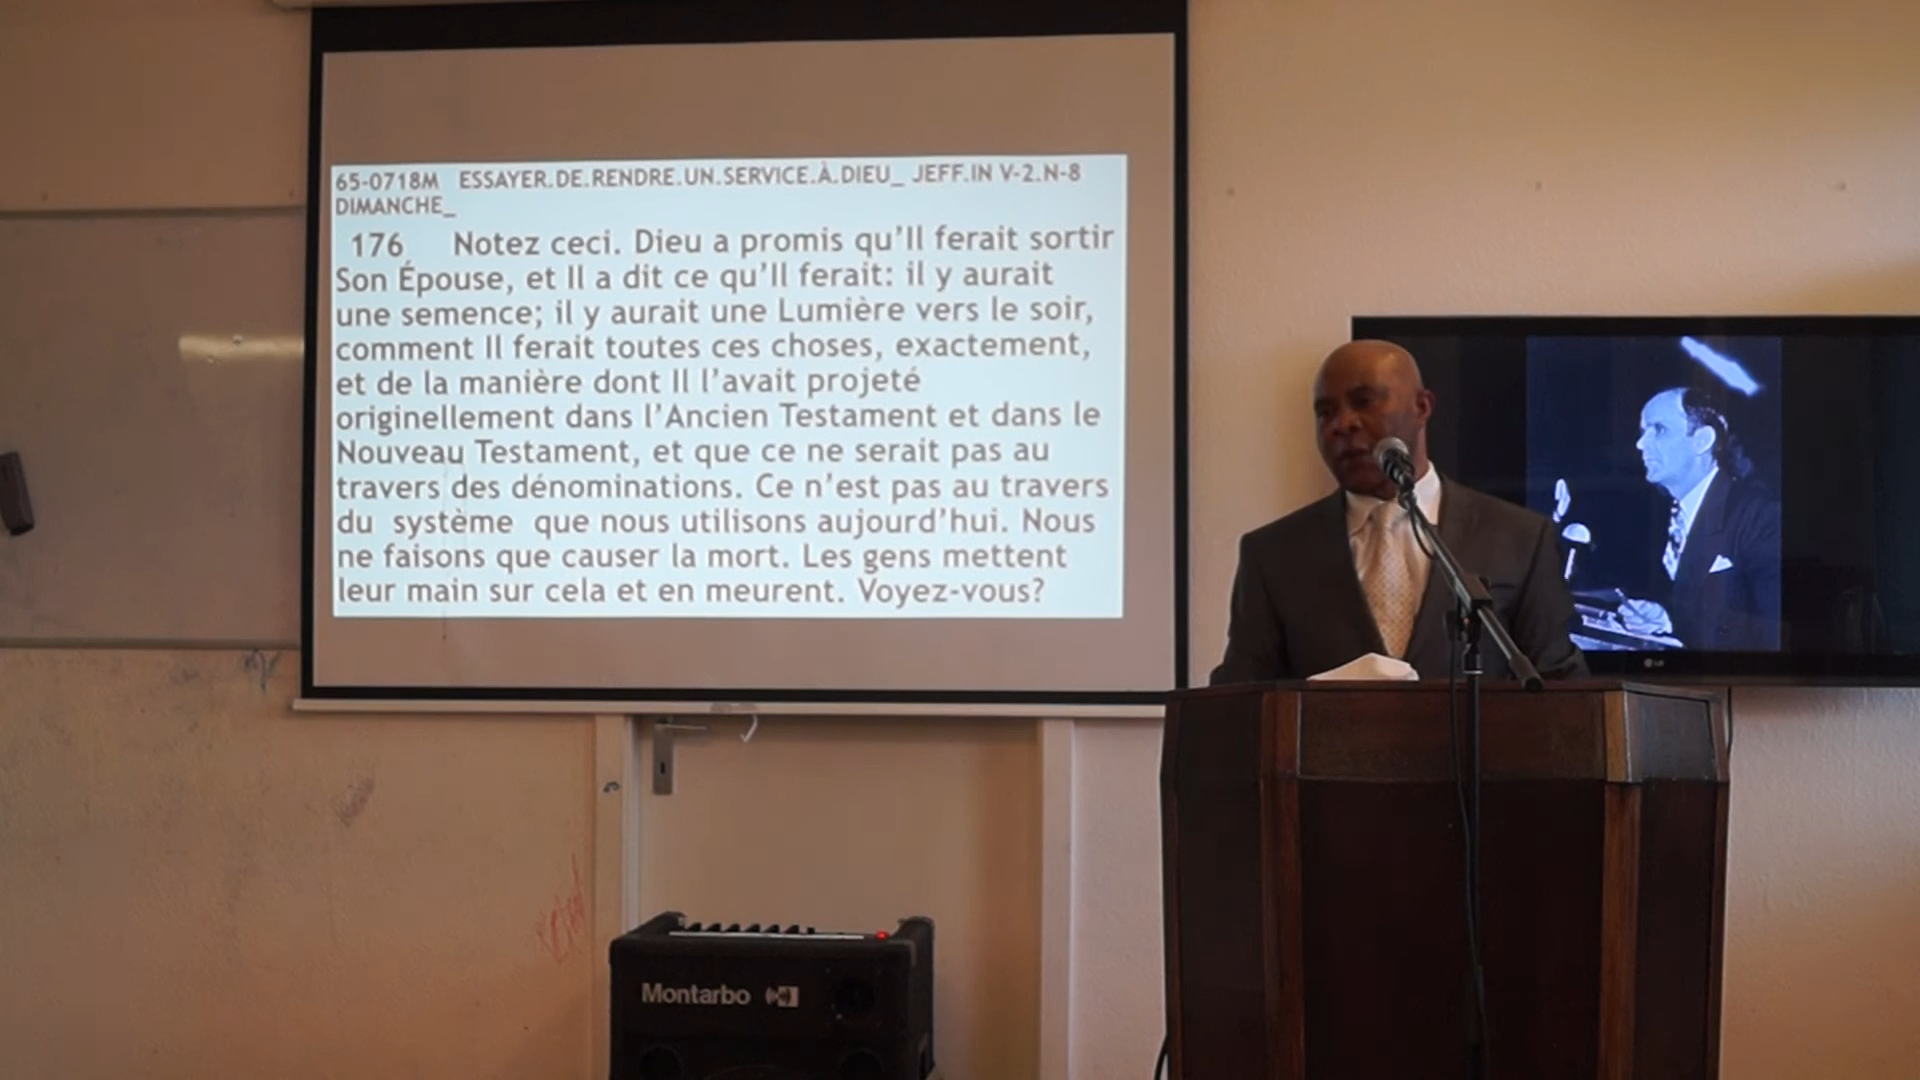 65-0718M ESSAYER.DE.RENDRE.UN.SERVICE.À.DIEU_ JEFF.IN V-2.N-8
DIMANCHE_
176 Notez ceci. Dieu a promis qu’Il ferait sortir
Son Épouse, et Il a dit ce qu’Il ferait: il y aurait
une semence; il y aurait une Lumière vers le soir,
comment Il ferait toutes ces choses, exactement,
et de la manière dont Il l’avait projeté
originellement dans l’Ancien Testament et dans le
Nouveau Testament, et que ce ne serait pas au
travers des dénominations. Ce n’est pas au travers
du système que nous utilisons aujourd’hui. Nous
ne faisons que causer la mort. Les gens mettent
leur main sur cela et en meurent. Voyez-vous?
LG
Montarbo